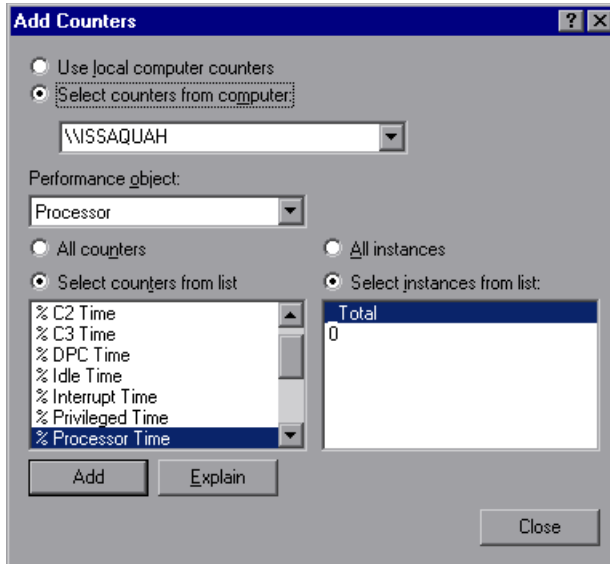 Add Counters
Use local computer counters
Select counters from computer:
\\ISSAQUAH
Performance object:
Processor
All counters
All instances
Select counters from list
Select instances from list:
% C2 Time
% C3 Time
% DPC Time
% Idle Time
% Interrupt Time
% Privileged Time
% Processor Time
_Total
0
Add
Explain
Close